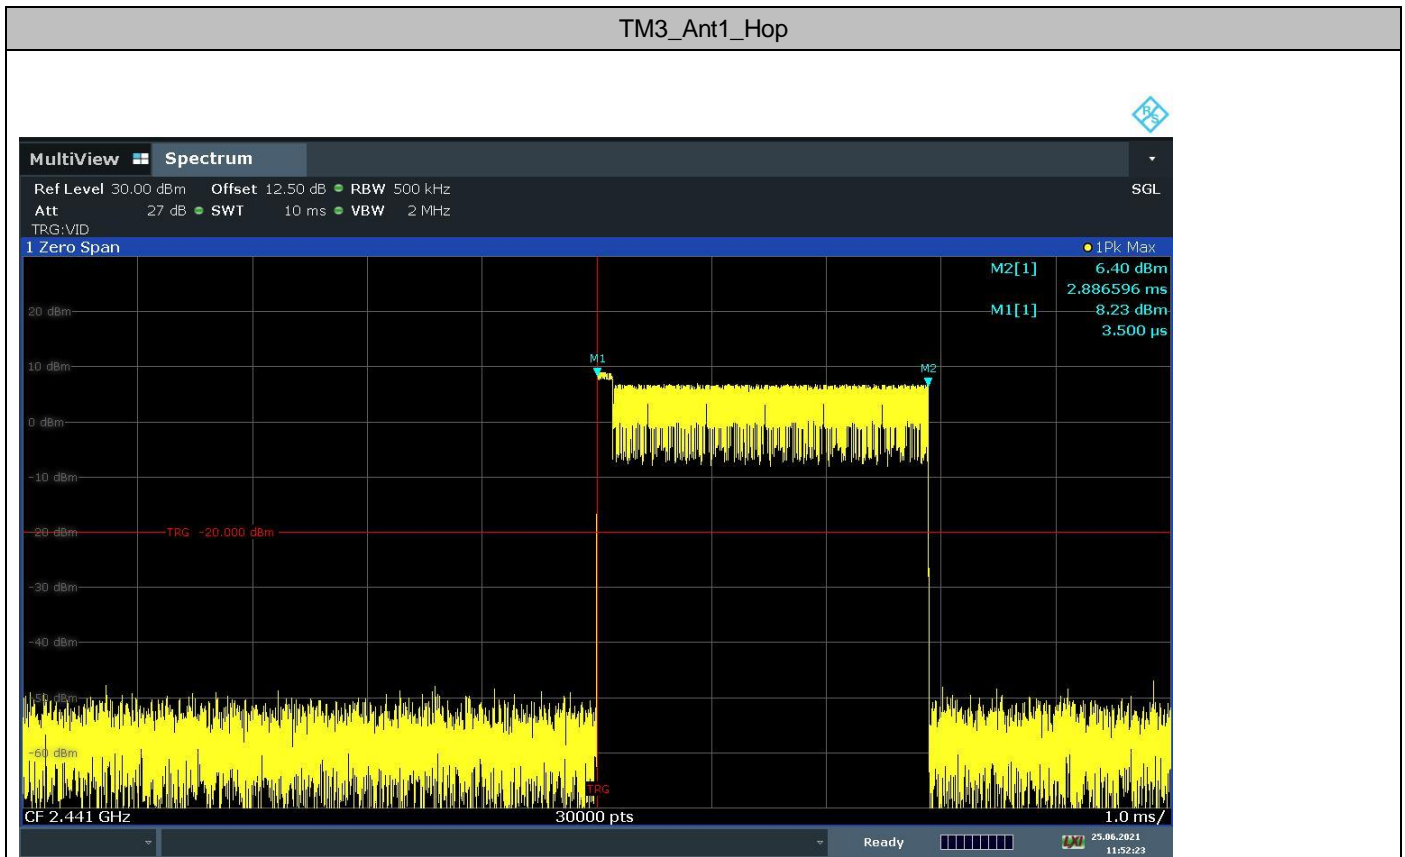 TM3_Ant1_Hop
R S
MultiView Spectrum
Ref Level 30.00 dBm Offset 12.50 dB RBW 500 kHz SGL
Att 27 dB SWT 10 ms VBW 2 MHz
TRG:VID
1 Zero Span 1Pk Max
M2[1] 6.40 dBm
2.886596 ms
20 dBm M1[1] 8.23 dBm
3.500 µs
M1
10 dBm M2
0 dBm
-10 dBm
-20 dBm TRG -20.000 dBm
-30 dBm
-40 dBm
-50 dBm
-60 dBm
TRG
CF 2.441 GHz 30000 pts 1.0 ms/
Ready LXI 25.06.2021
11:52:23